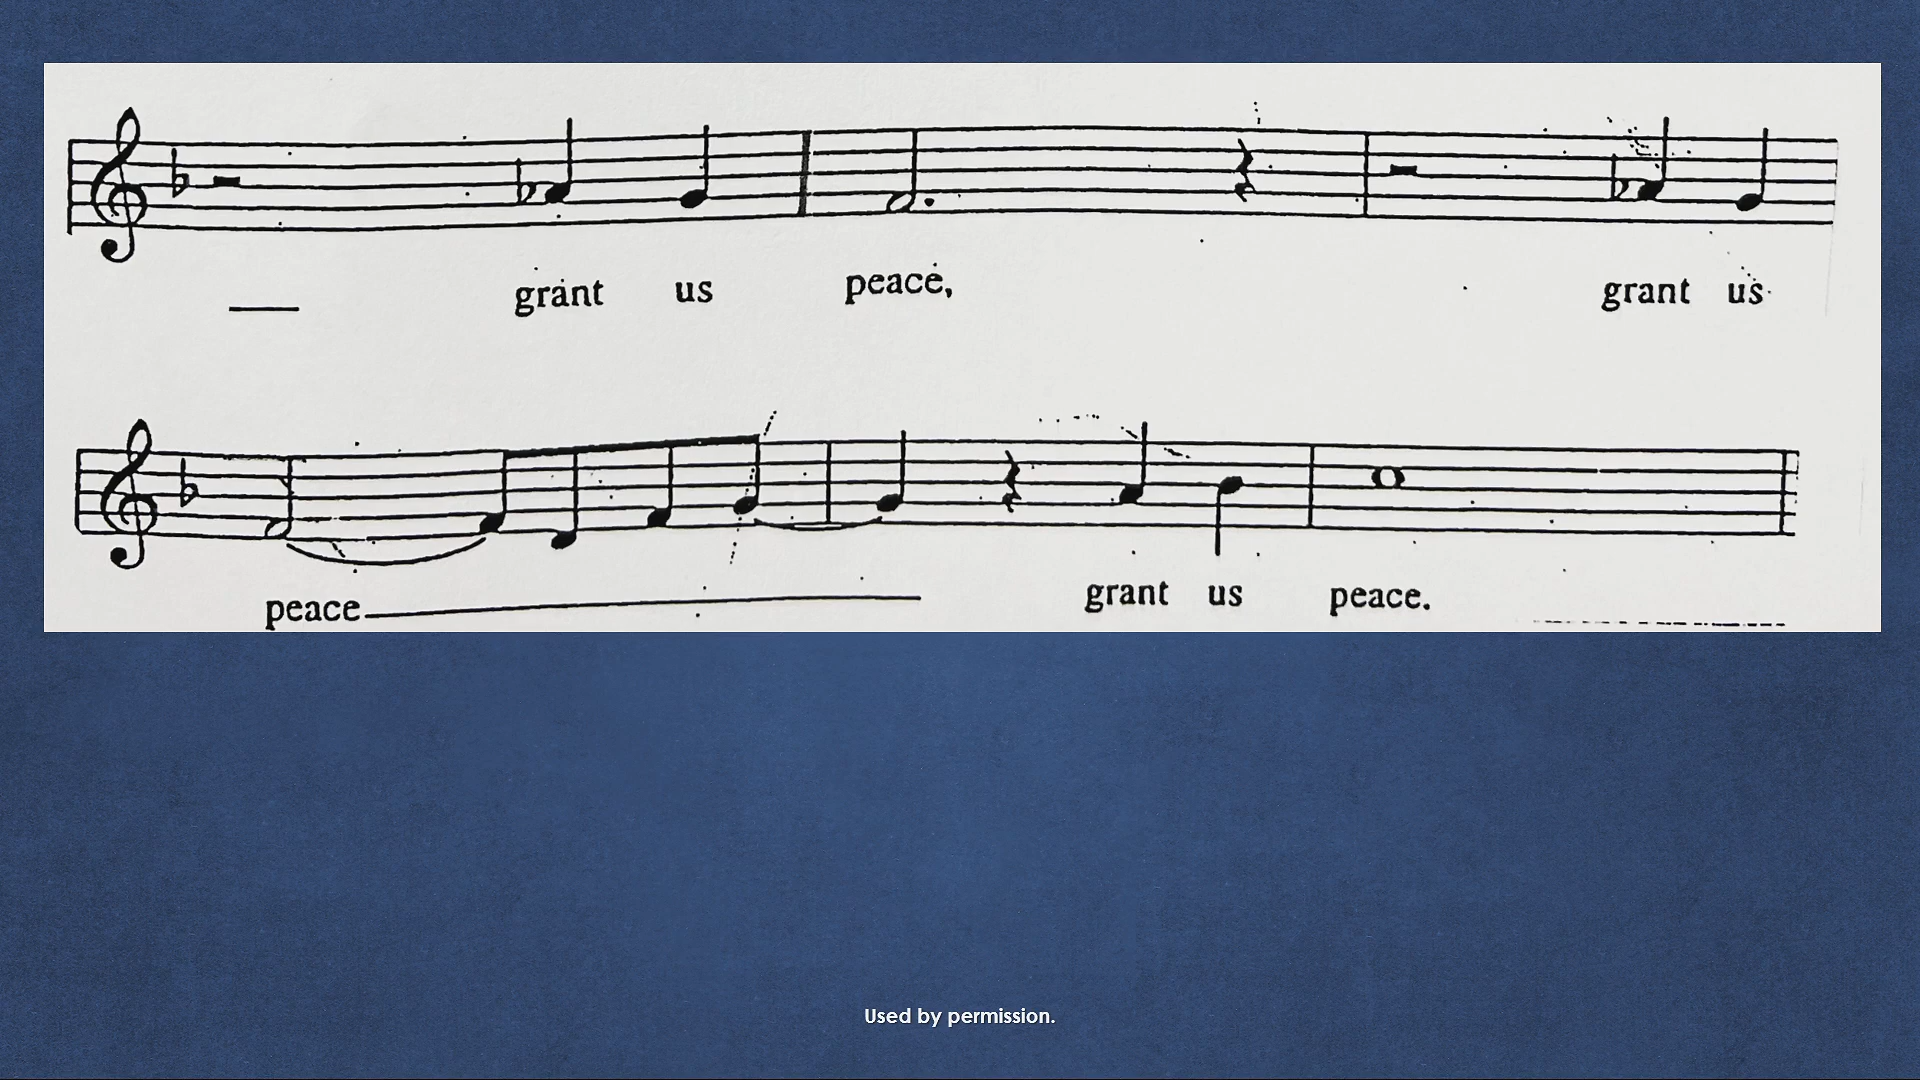 grant us peace, grant us
peace grant us peace.
Used by permission.